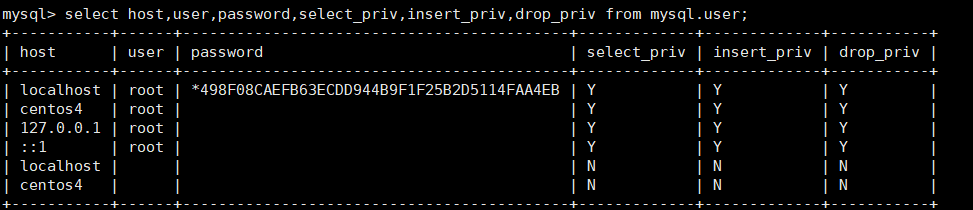 mysql> select host,user,password,select_priv,insert_priv,drop_priv from mysql.user;
+-----------+------+-------------------------------------------+-------------+-------------+-----------+
| host      | user | password                                  | select_priv | insert_priv | drop_priv |
+-----------+------+-------------------------------------------+-------------+-------------+-----------+
| localhost | root | *498F08CAEFB63ECDD944B9F1F25B2D5114FAA4EB | Y           | Y           | Y         |
| centos4   | root |                                           | Y           | Y           | Y         |
| 127.0.0.1 | root |                                           | Y           | Y           | Y         |
| ::1       | root |                                           | Y           | Y           | Y         |
| localhost |      |                                           | N           | N           | N         |
| centos4   |      |                                           | N           | N           | N         |
+-----------+------+-------------------------------------------+-------------+-------------+-----------+